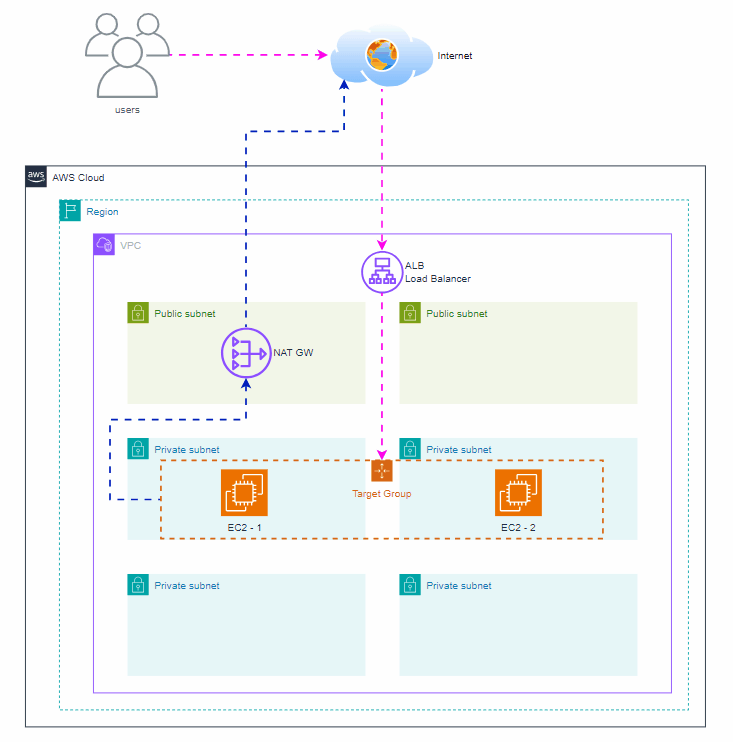 Internet
users
aws
AWS Cloud
Region
VPC
ALB
Load Balancer
Public subnet
Public subnet
NAT GW
Private subnet
Private subnet
Target Group
EC2 - 1
EC2 - 2
Private subnet
Private subnet